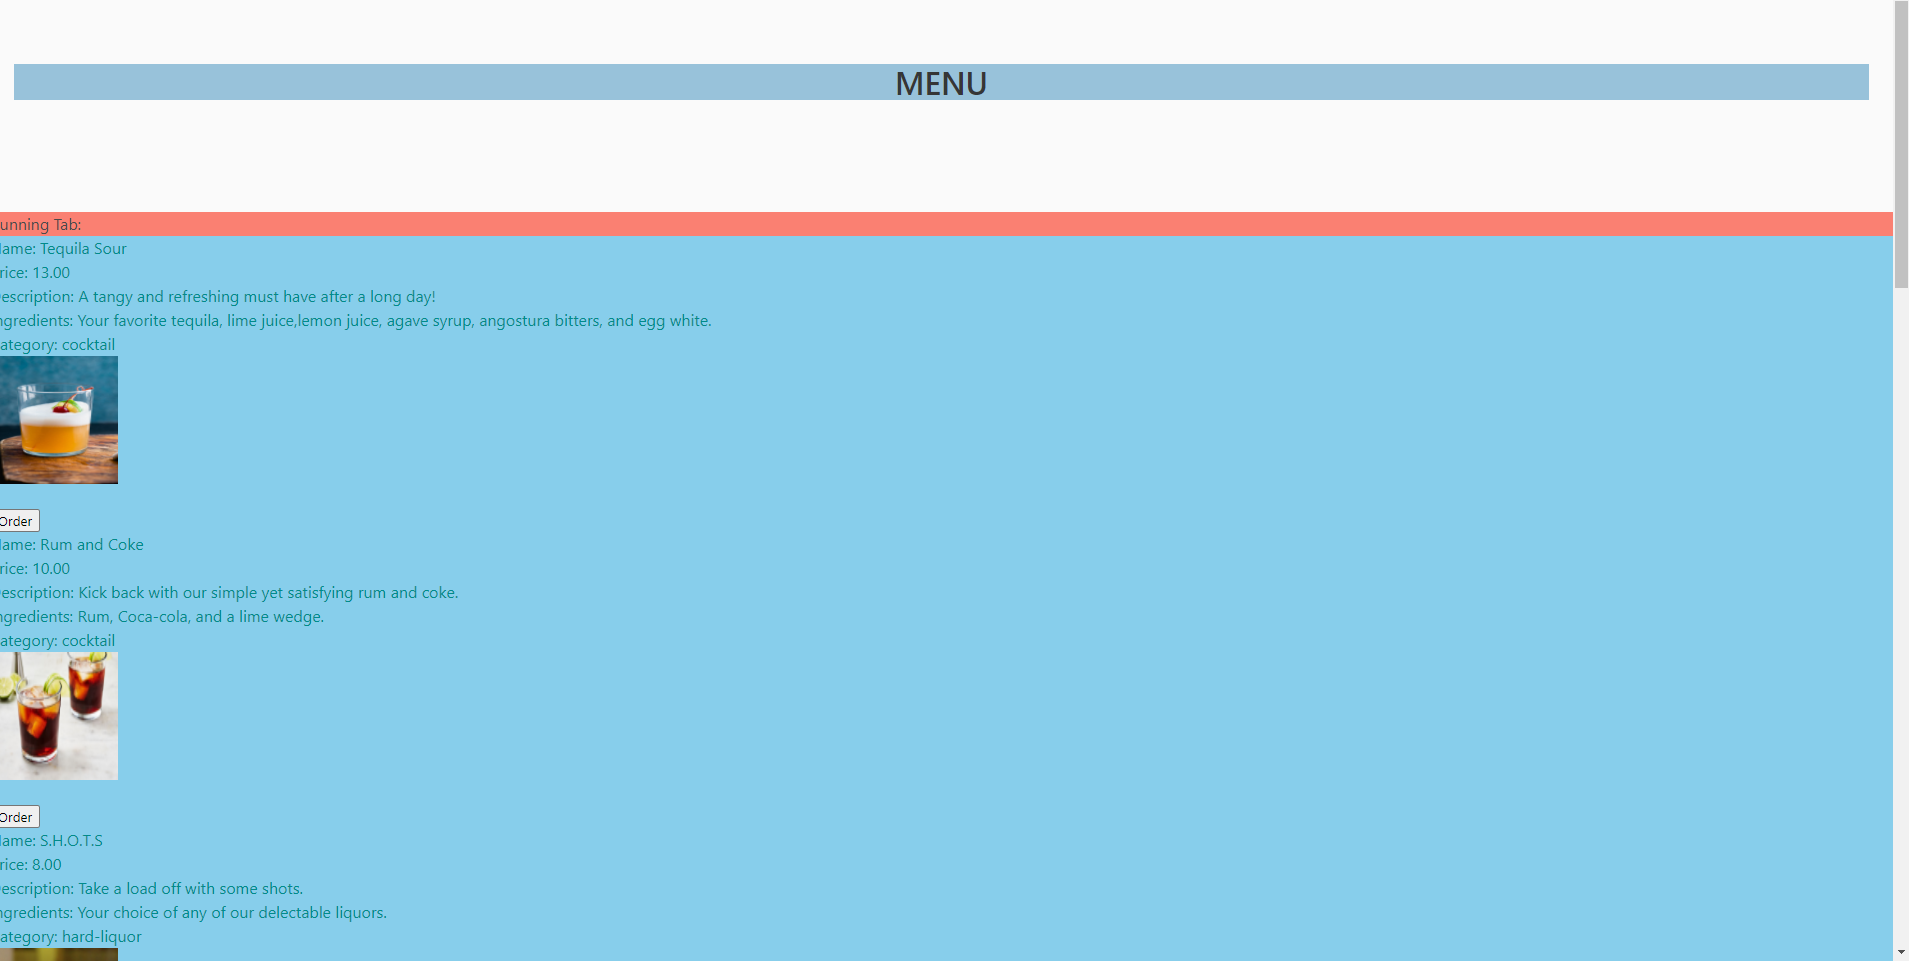 MENU
unning Tab:
ame: Tequila Sour
rice: 13.00
escription: A tangy and refreshing must have after a long day!
ngredients: Your favorite tequila, lime juice,lemon juice, agave syrup, angostura bitters, and egg white.
ategory: cocktail
Order
ame: Rum and Coke
rice: 10.00
escription: Kick back with our simple yet satisfying rum and coke.
ngredients: Rum, Coca-cola, and a lime wedge.
ategory: cocktail
Order
ame: S.H.O.T.S
rice: 8.00
escription: Take a load off with some shots.
ngredients: Your choice of any of our delectable liquors.
ategory: hard-liquor